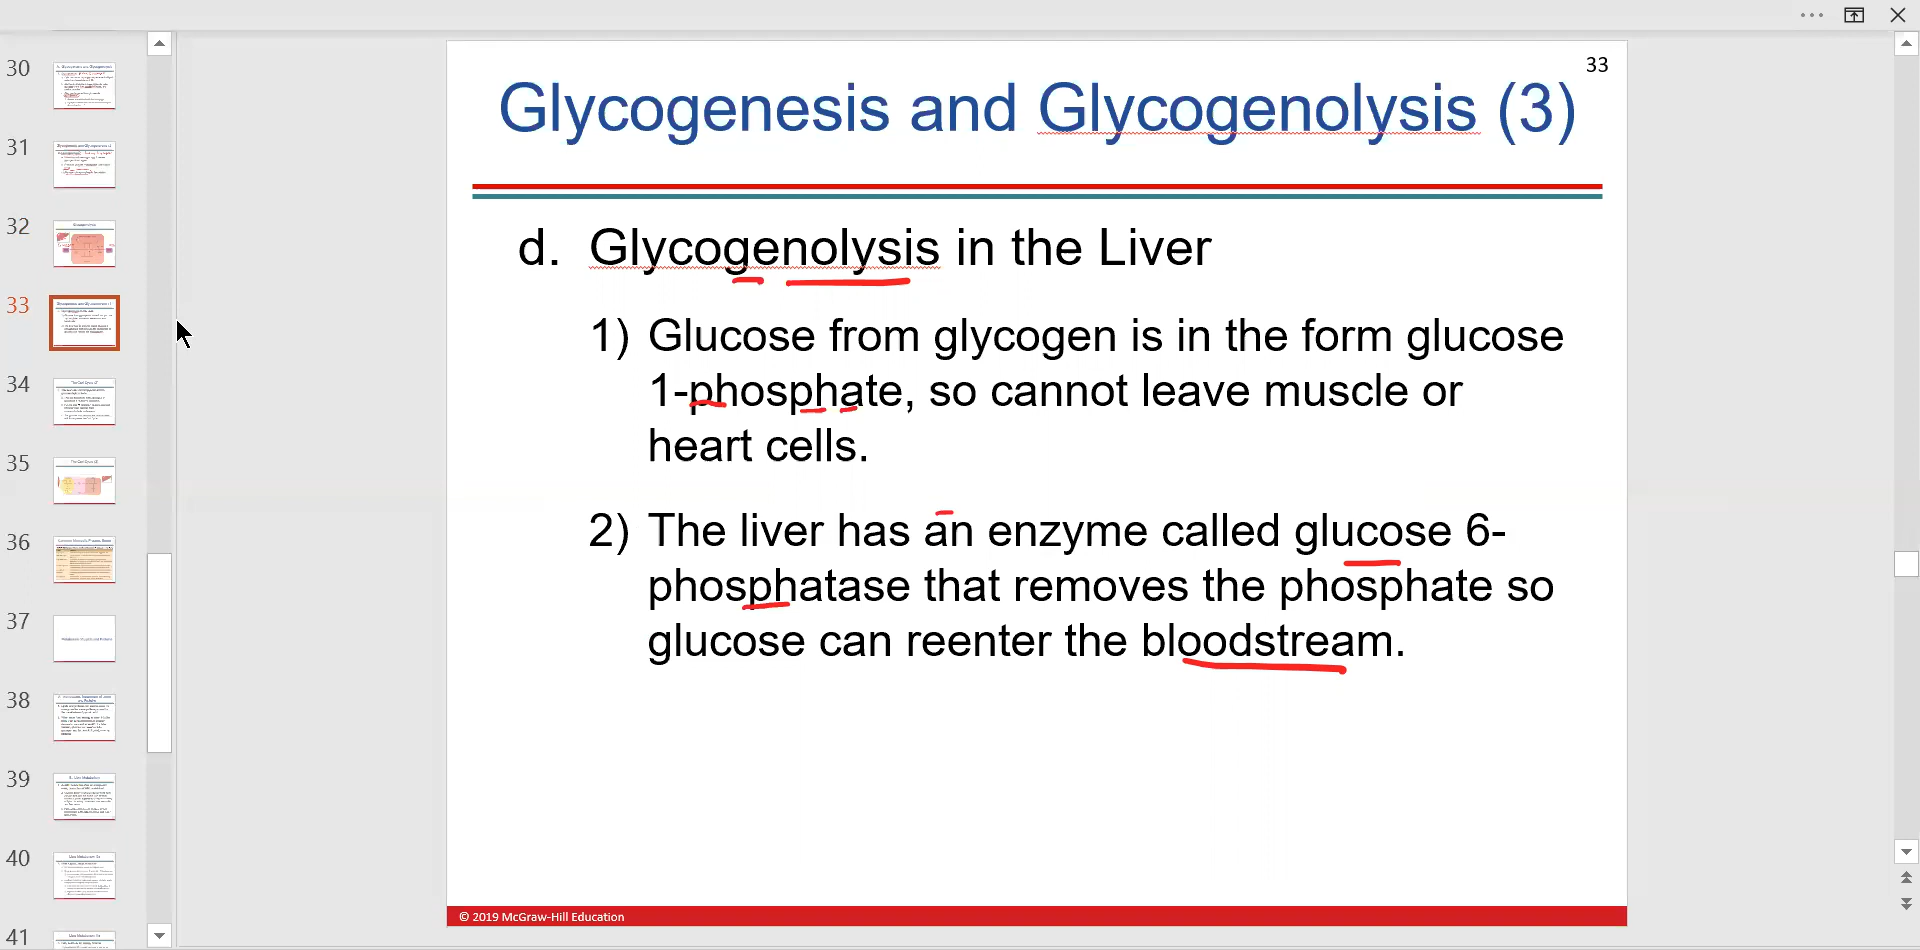 30
31
32
33
34
35
36
37
38
39
40
41
33
Glycogenesis and Glycogenolysis (3)
d. Glycogenolysis in the Liver
1) Glucose from glycogen is in the form glucose
1-phosphate, so cannot leave muscle or
heart cells.
2) The liver has an enzyme called glucose 6-
phosphatase that removes the phosphate so
glucose can reenter the bloodstream.
© 2019 McGraw-Hill Education